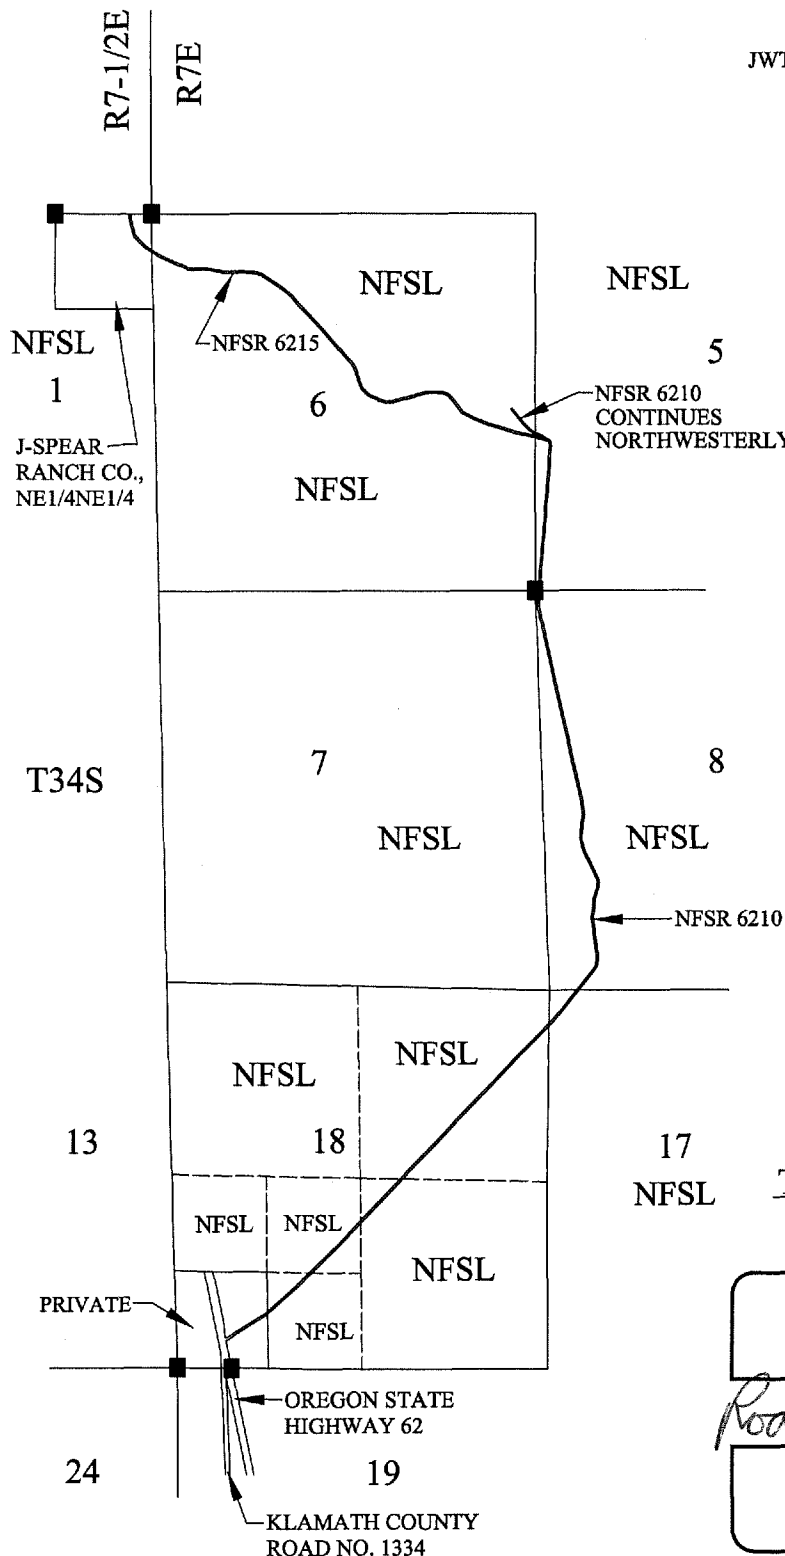 R7-1/2E
R7E
JWT
NFSL
NFSL
NFSR 6215
NFSL
1
5
6
NFSR 6210
CONTINUES
NORTHWESTERLY
J-SPEAR
RANCH CO.,
NE1/4NE1/4
NFSL
T34S
7
8
NFSL
NFSL
NFSR 6210
NFSL
NFSL
13
18
17
NFSL
NFSL
NFSL
NFSL
PRIVATE
NFSL
OREGON STATE
HIGHWAY 62
24
19
KLAMATH COUNTY
ROAD NO. 1334